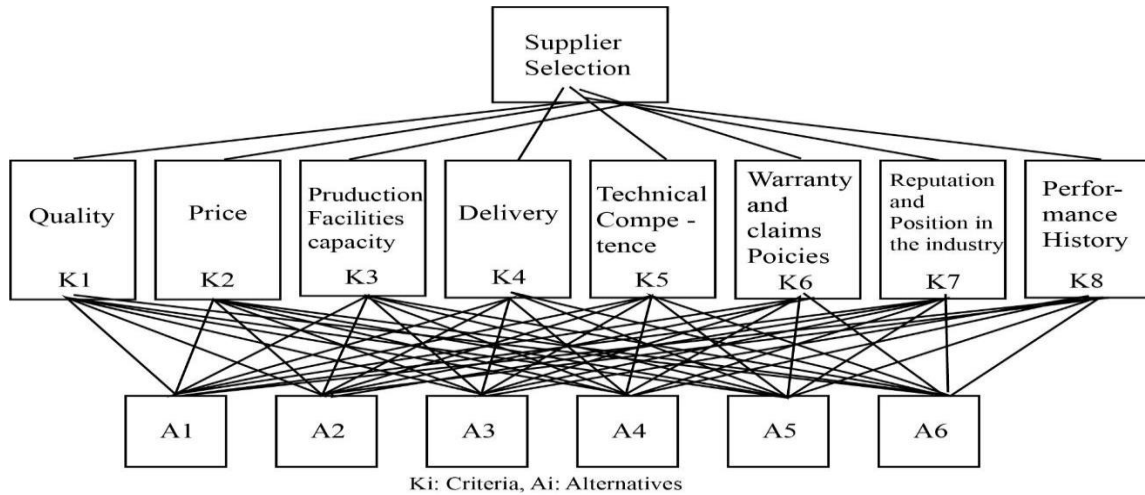 Supplier
Selection
Quality
K1
Price
K2
Pruduction
Facilities
capacity
K3
Delivery
K4
Technical
Compe -
tence
K5
Warranty
and
claims
Poicies
K6
Reputation
and
Position in
the industry
K7
Perfor-
mance
History
K8
A1
A2
A3
A4
A5
A6
Ki: Criteria, Ai: Alternatives